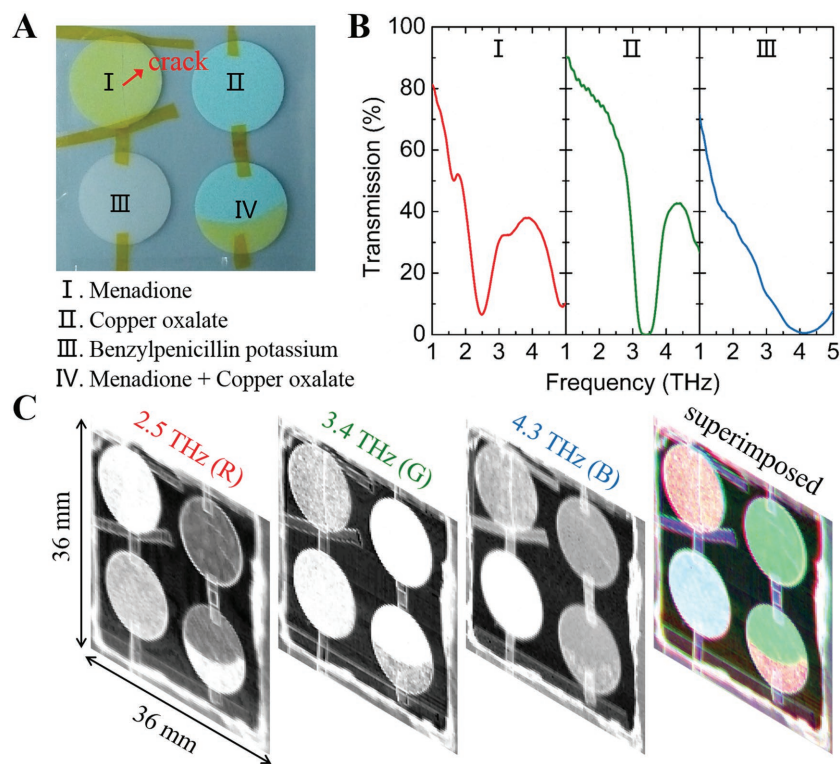 A
Ⅰ
crack
Ⅱ
Ⅲ
Ⅳ
Ⅰ. Menadione
Ⅱ. Copper oxalate
Ⅲ. Benzylpenicillin potassium
Ⅳ. Menadione + Copper oxalate
B
100
80
60
40
20
0
Transmission (%)
Ⅰ
Ⅱ
Ⅲ
1 2 3 4 1 2 3 4 1 2 3 4 5
Frequency (THz)
C
2.5 THz (R)
3.4 THz (G)
4.3 THz (B)
superimposed
36 mm
36 mm